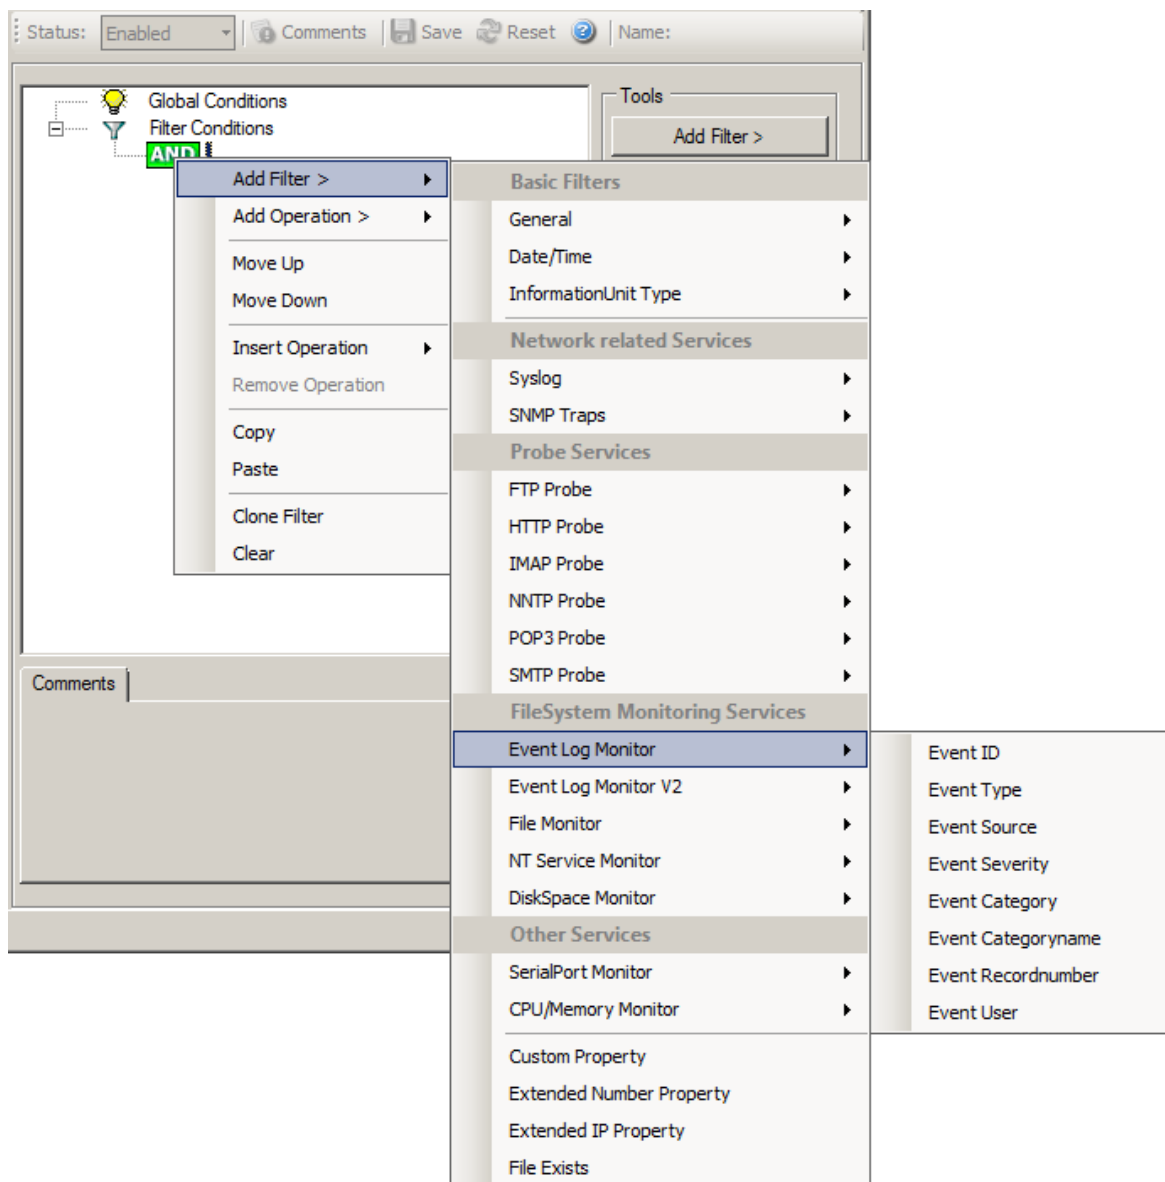 Status: Enabled Comments Save Reset Name:
Global Conditions
Filter Conditions
AND
Tools
Add Filter >
Add Filter >
Add Operation >
Move Up
Move Down
Insert Operation
Remove Operation
Copy
Paste
Clone Filter
Clear
Basic Filters
General
Date/Time
InformationUnit Type
Network related Services
Syslog
SNMP Traps
Probe Services
FTP Probe
HTTP Probe
IMAP Probe
NNTP Probe
POP3 Probe
SMTP Probe
FileSystem Monitoring Services
Event Log Monitor
Event Log Monitor V2
File Monitor
NT Service Monitor
DiskSpace Monitor
Other Services
SerialPort Monitor
CPU/Memory Monitor
Custom Property
Extended Number Property
Extended IP Property
File Exists
Event ID
Event Type
Event Source
Event Severity
Event Category
Event Categoryname
Event Recordnumber
Event User
Comments